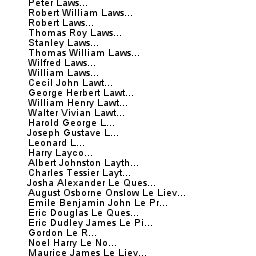 Peter Laws...
Robert William Laws...
Robert Laws...
Thomas Roy Laws...
Stanley Laws...
Thomas William Laws...
Wilfred Laws...
William Laws...
Cecil John Lawt...
George Herbert Lawt...
William Henry Lawt...
Walter Vivian Lawt...
Harold George L...
Joseph Gustave L...
Leonard L...
Harry Layco...
Albert Johnston Layth...
Charles Tessier Layt...
Josha Alexander Le Ques...
August Osborne Onslow Le Liev...
Emile Benjamin John Le Pr...
Eric Douglas Le Ques...
Eric Dudley James Le Pi...
Gordon Le R...
Noel Harry Le No...
Maurice James Le Liev...